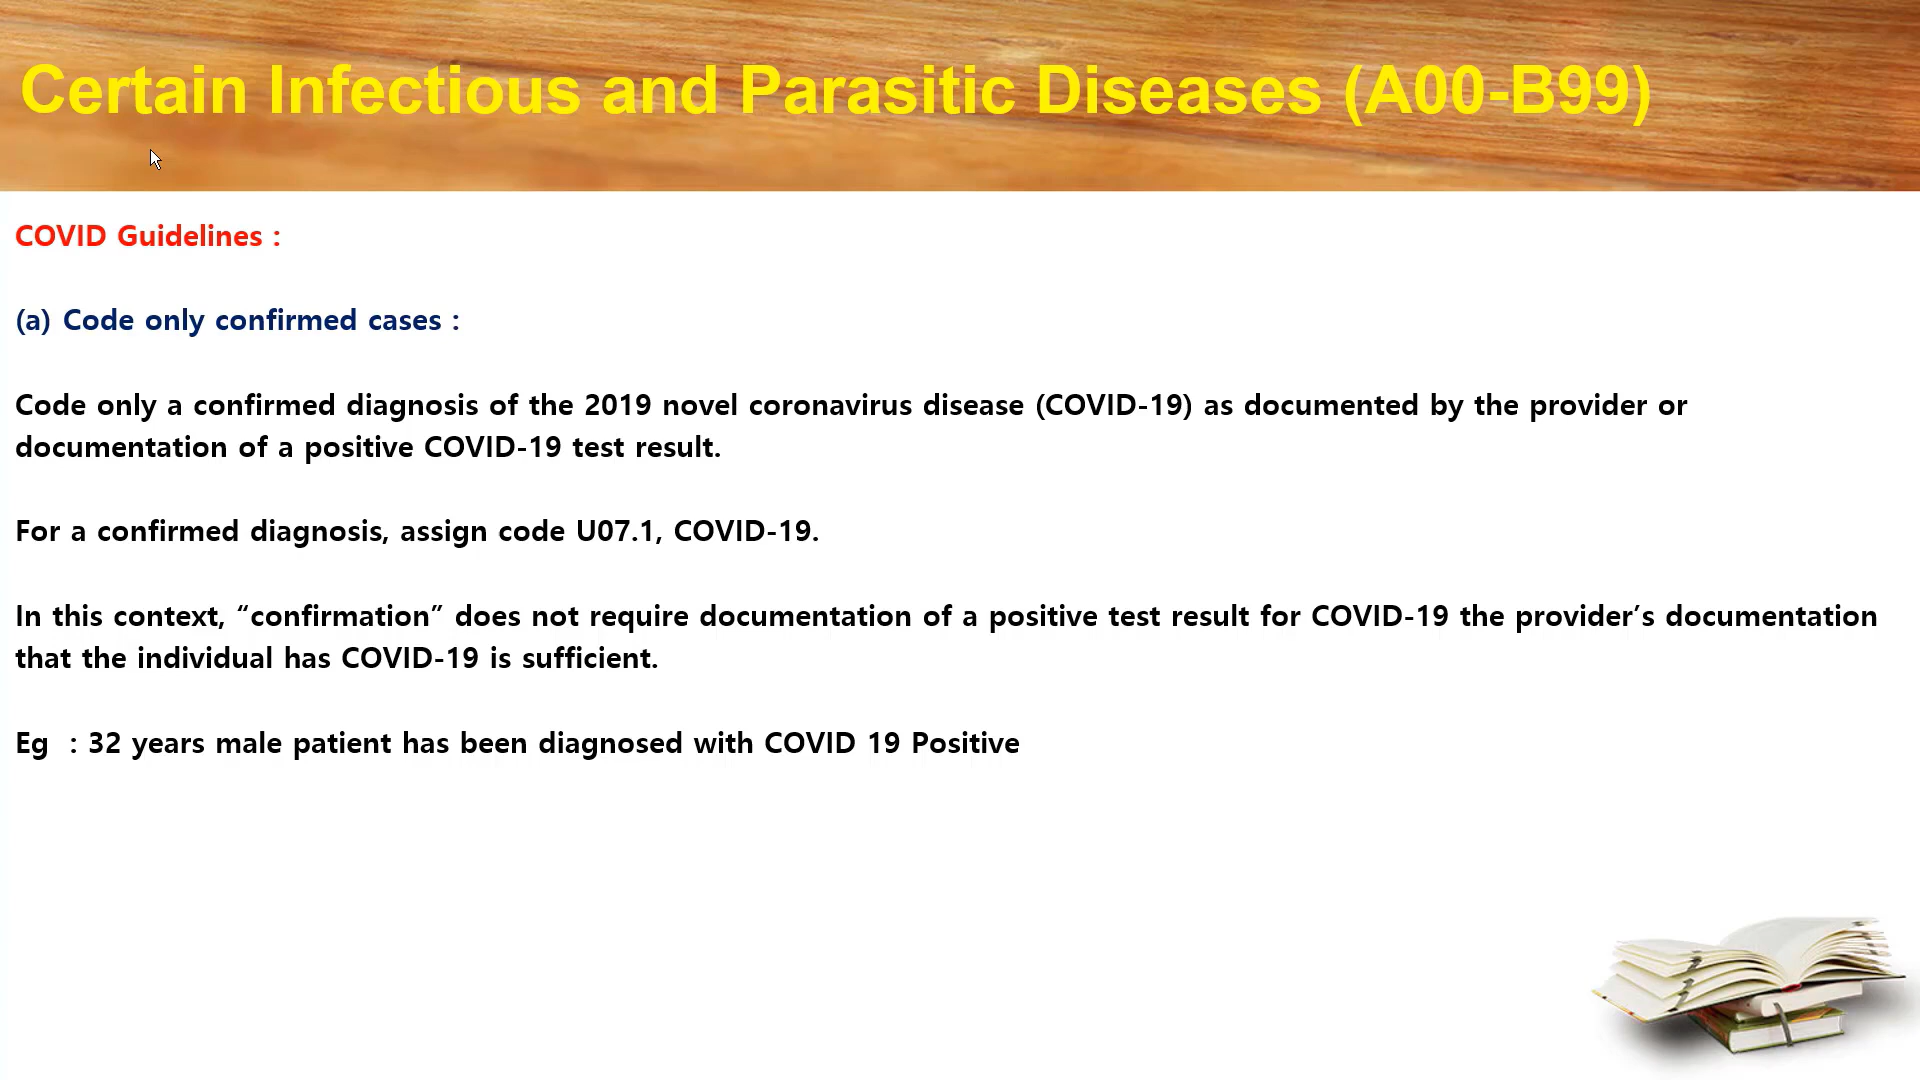 Certain Infectious and Parasitic Diseases (A00-B99)
COVID Guidelines :
(a) Code only confirmed cases :
Code only a confirmed diagnosis of the 2019 novel coronavirus disease (COVID-19) as documented by the provider or
documentation of a positive COVID-19 test result.
For a confirmed diagnosis, assign code U07.1, COVID-19.
In this context, “confirmation” does not require documentation of a positive test result for COVID-19 the provider’s documentation
that the individual has COVID-19 is sufficient.
Eg : 32 years male patient has been diagnosed with COVID 19 Positive